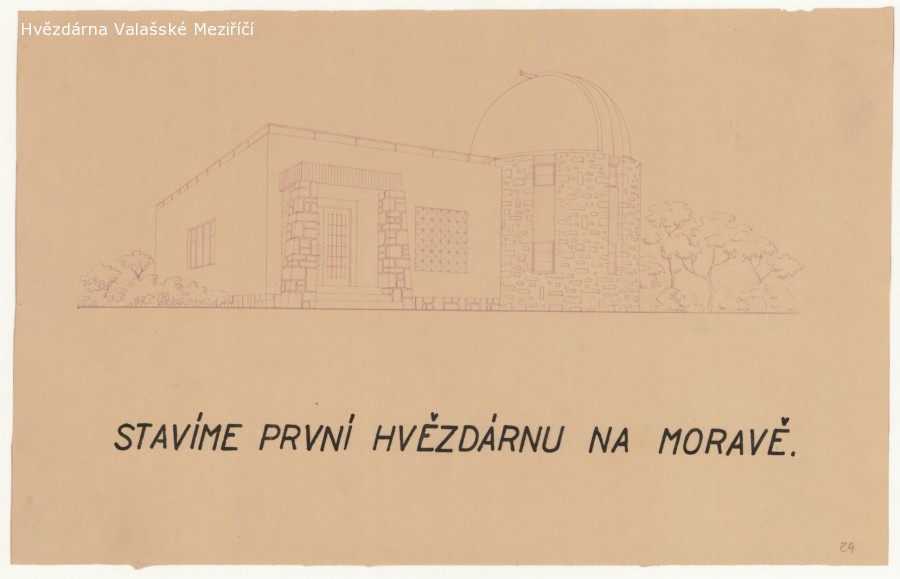 Hvězdárna Valašské Meziříčí
STAVÍME PRVNÍ HVĚZDÁRNU NA MORAVĚ.